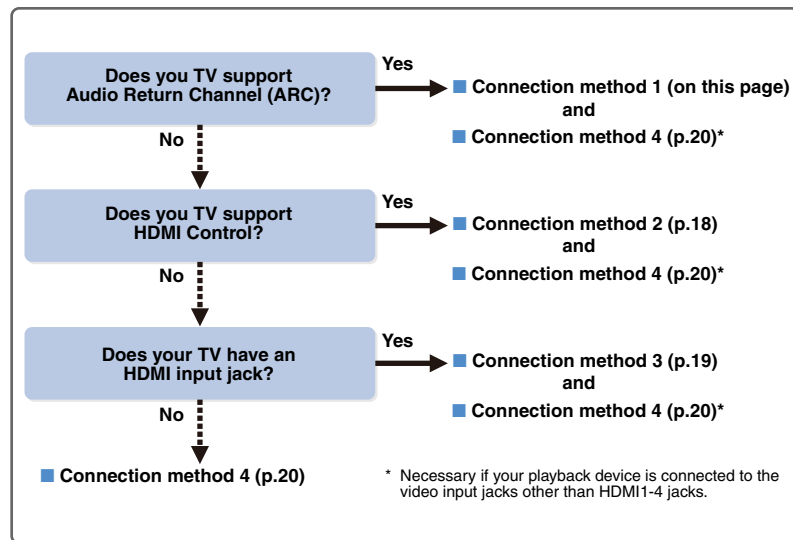 Does you TV support
Audio Return Channel (ARC)?
Yes
■ Connection method 1 (on this page)
and
■ Connection method 4 (p.20)*
No
Does you TV support
HDMI Control?
Yes
■ Connection method 2 (p.18)
and
■ Connection method 4 (p.20)*
No
Does your TV have an
HDMI input jack?
Yes
■ Connection method 3 (p.19)
and
■ Connection method 4 (p.20)*
No
■ Connection method 4 (p.20)
* Necessary if your playback device is connected to the
video input jacks other than HDMI1-4 jacks.